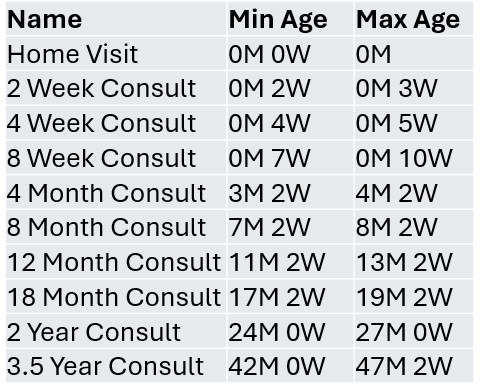 Name Min Age Max Age
Home Visit 0M 0W 0M
2 Week Consult 0M 2W 0M 3W
4 Week Consult 0M 4W 0M 5W
8 Week Consult 0M 7W 0M 10W
4 Month Consult 3M 2W 4M 2W
8 Month Consult 7M 2W 8M 2W
12 Month Consult 11M 2W 13M 2W
18 Month Consult 17M 2W 19M 2W
2 Year Consult 24M 0W 27M 0W
3.5 Year Consult 42M 0W 47M 2W